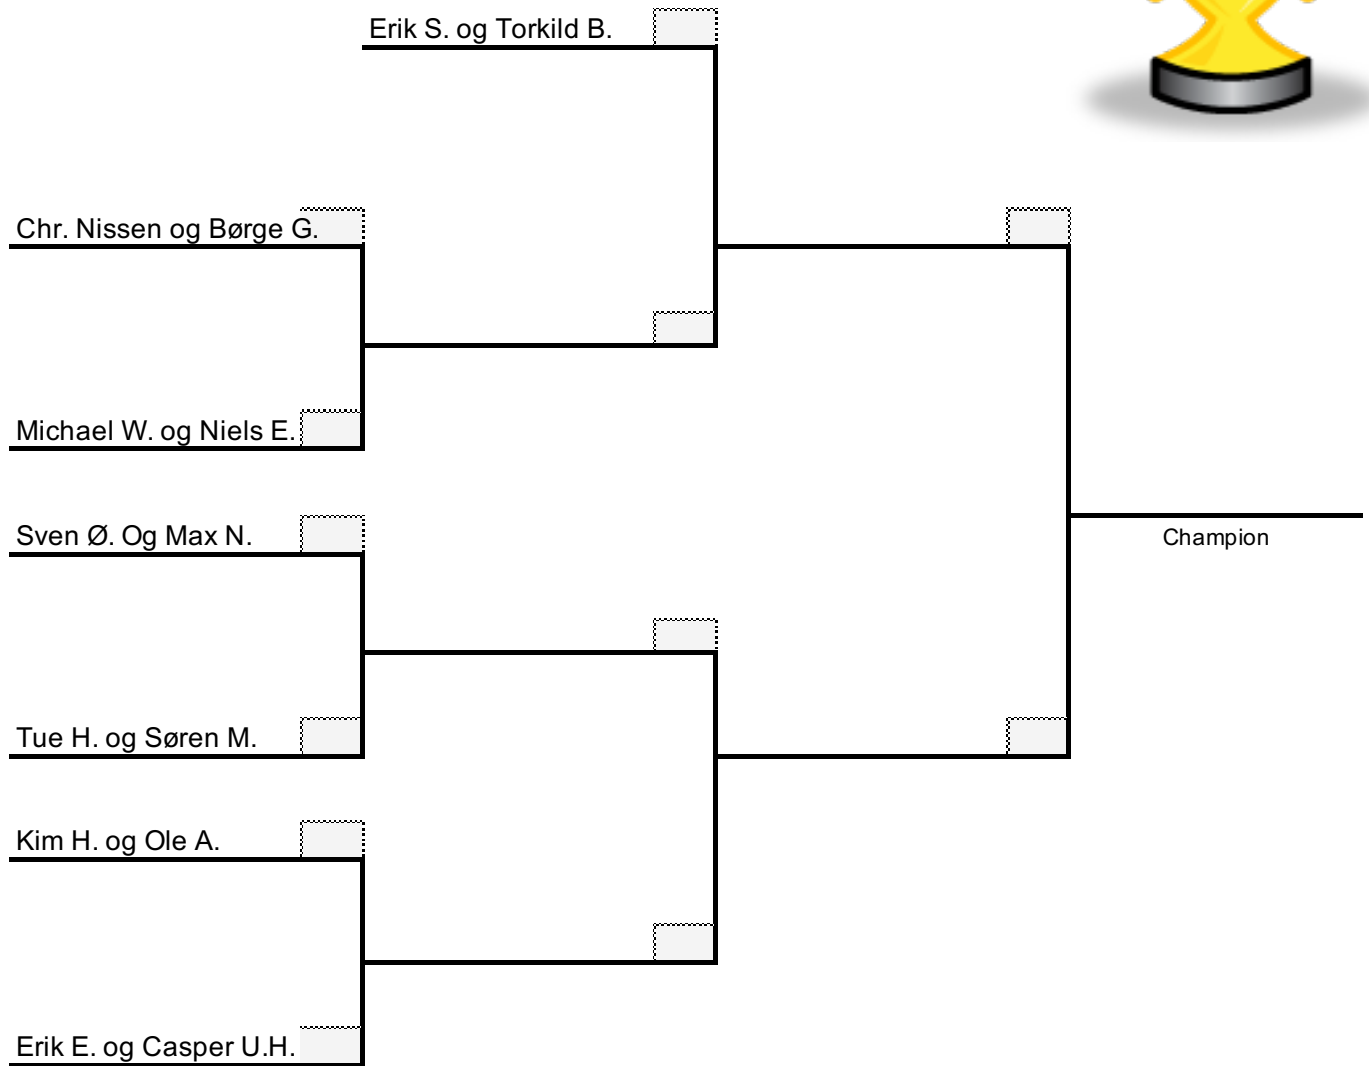 Erik S. og Torkild B.
Chr. Nissen og Børge G.
Michael W. og Niels E.
Sven Ø. Og Max N.
Champion
Tue H. og Søren M.
Kim H. og Ole A.
Erik E. og Casper U.H.